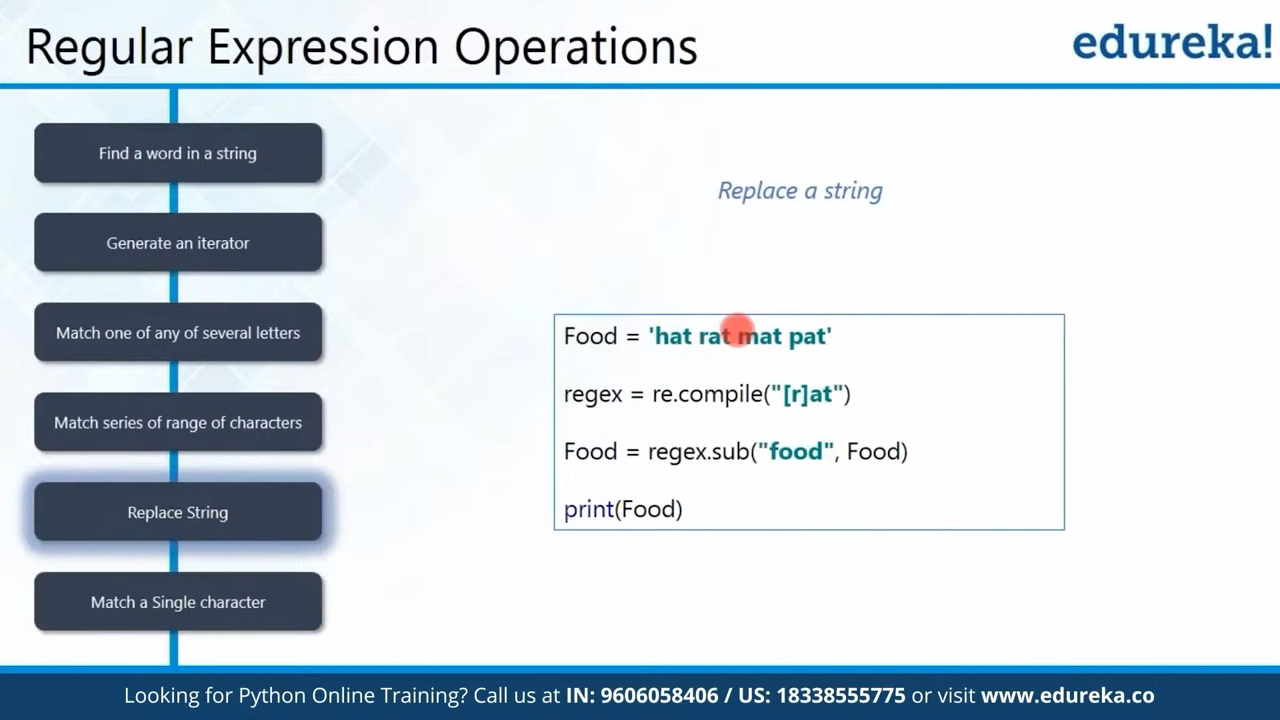 Regular Expression Operations
edureka!
Find a word in a string
Generate an iterator
Match one of any of several letters
Match series of range of characters
Replace String
Match a Single character
Replace a string
Food = 'hat rat mat pat'
regex = re.compile("[r]at")
Food = regex.sub("food", Food)
print(Food)
Looking for Python Online Training? Call us at IN: 9606058406 / US: 18338555775 or visit www.edureka.co